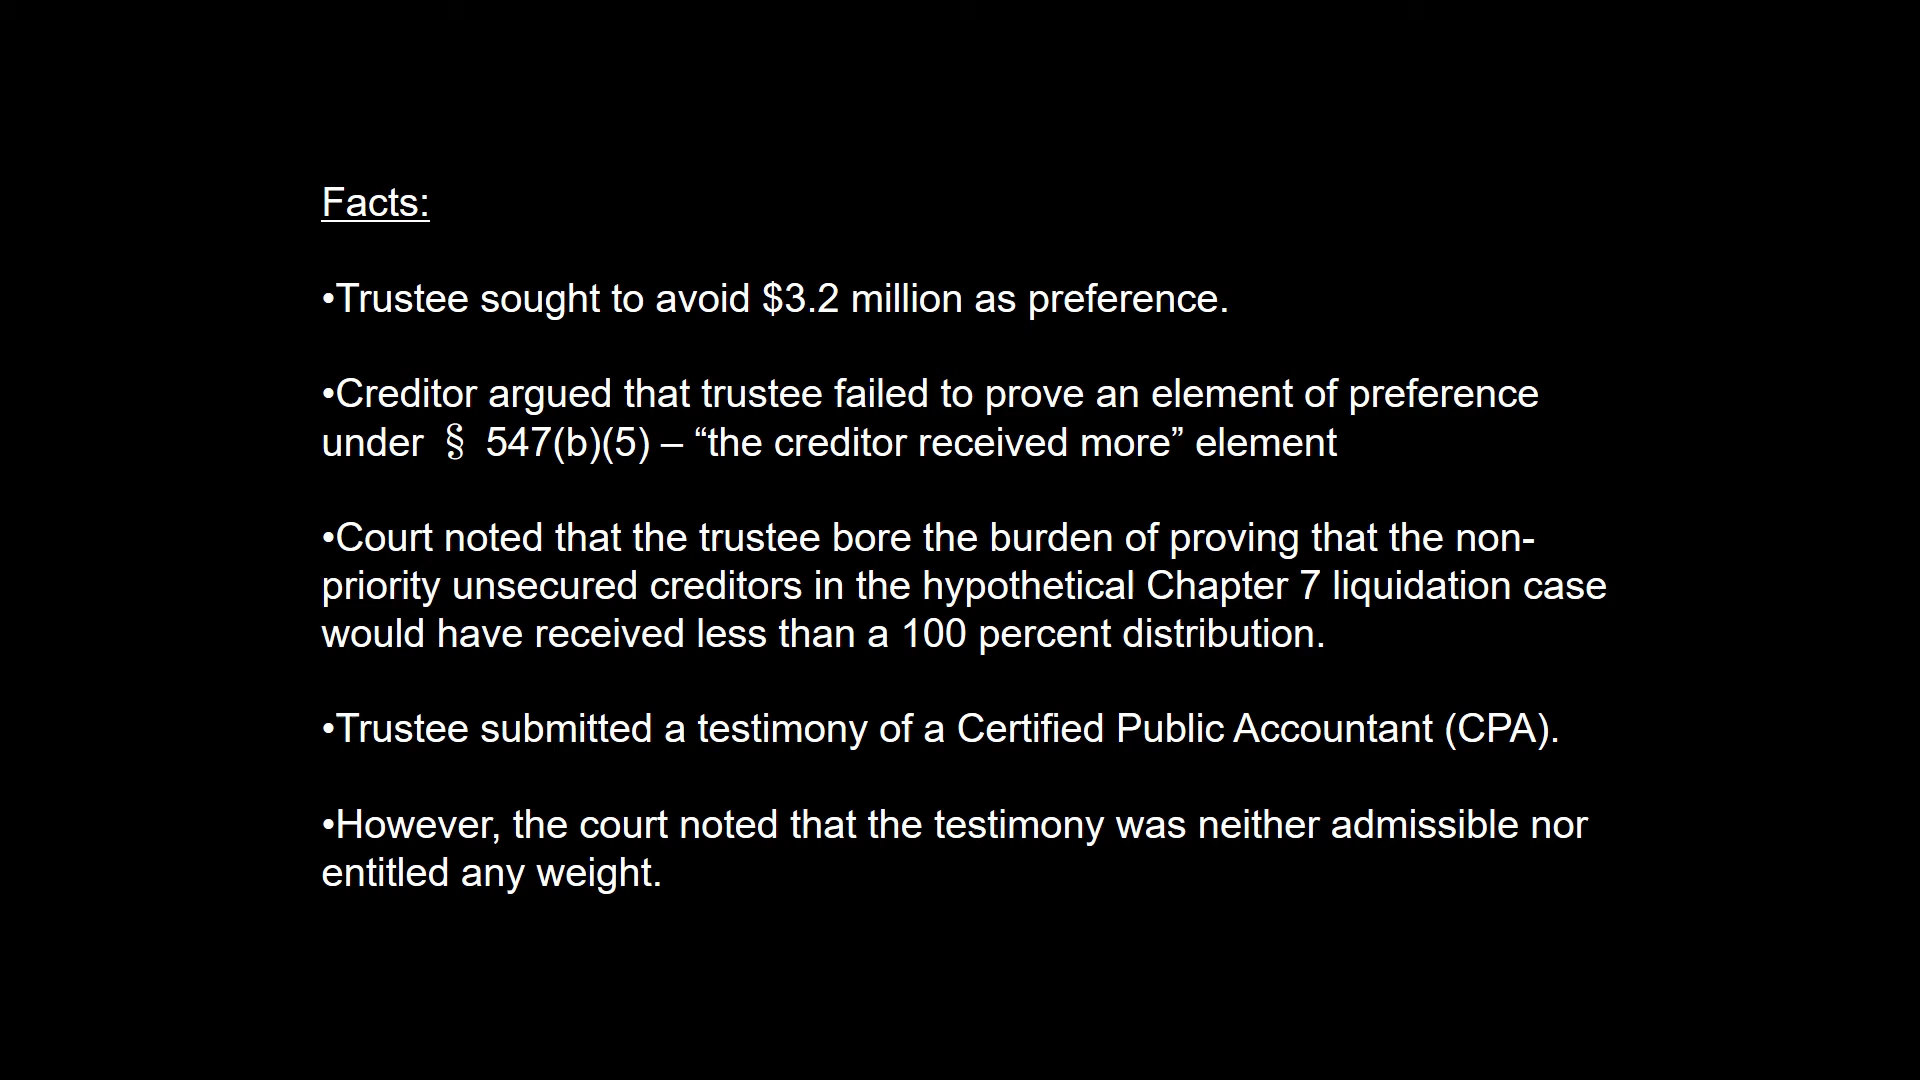 Facts:
•Trustee sought to avoid $3.2 million as preference.
•Creditor argued that trustee failed to prove an element of preference
under § 547(b)(5) – “the creditor received more” element
•Court noted that the trustee bore the burden of proving that the non-
priority unsecured creditors in the hypothetical Chapter 7 liquidation case
would have received less than a 100 percent distribution.
•Trustee submitted a testimony of a Certified Public Accountant (CPA).
•However, the court noted that the testimony was neither admissible nor
entitled any weight.